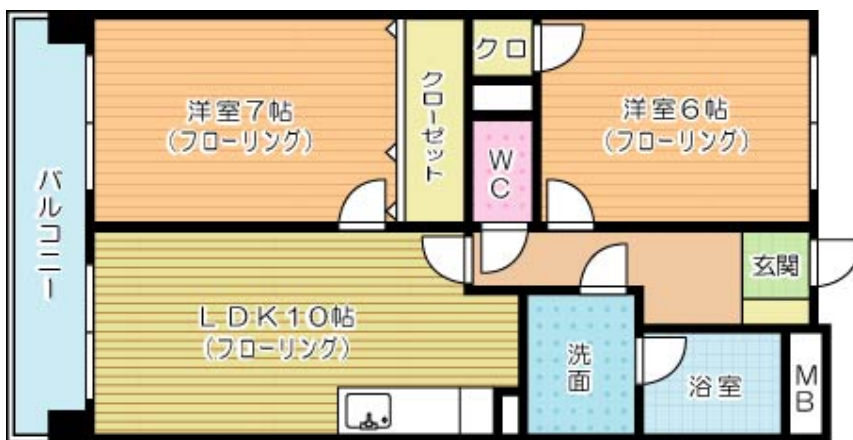 洋室7帖
(フローリング)
クローゼット
クロ
WC
洋室6帖
(フローリング)
バルコニー
LDK10帖
(フローリング)
洗面
浴室
玄関
MB